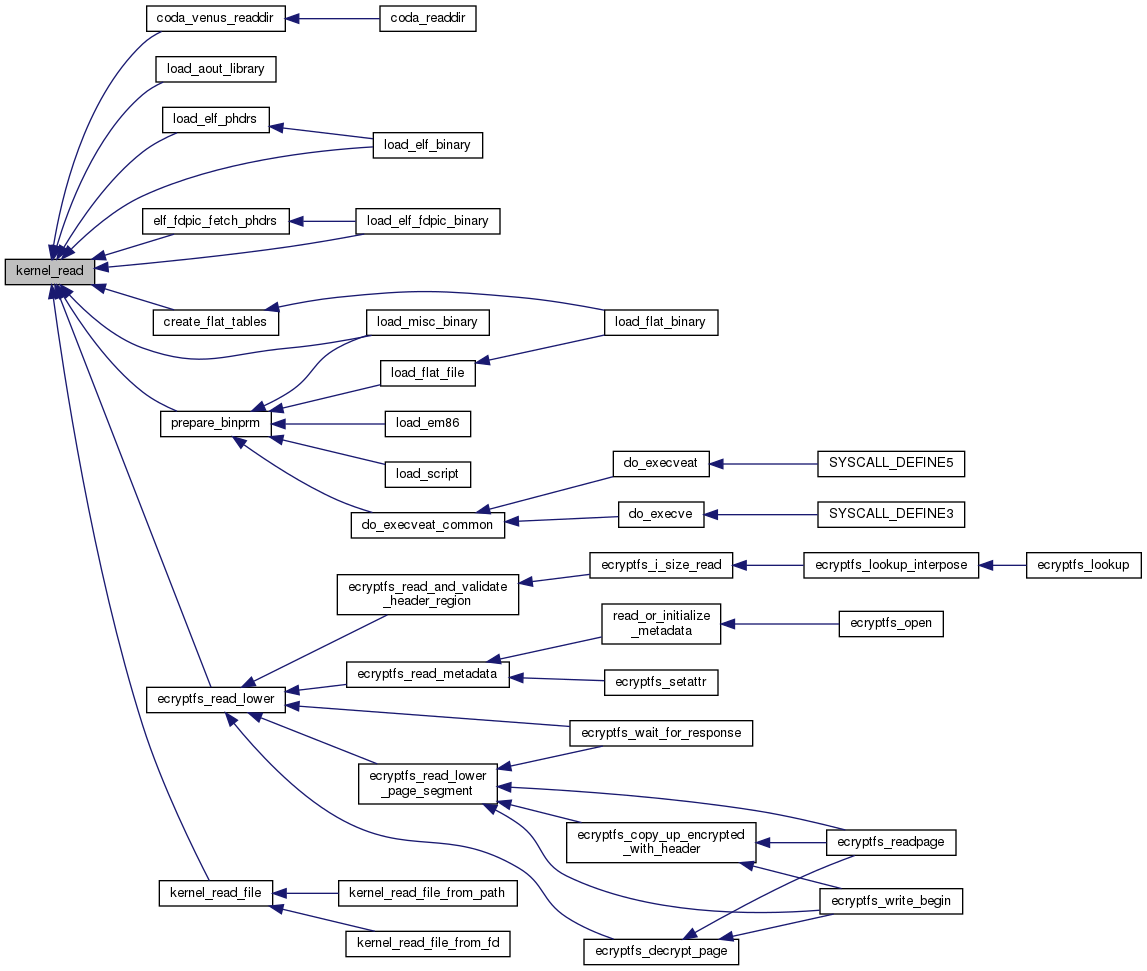 coda_venus_readdir
coda_readdir
load_aout_library
load_elf_phdrs
load_elf_binary
elf_fdpic_fetch_phdrs
load_elf_fdpic_binary
kernel_read
create_flat_tables
load_misc_binary
load_flat_binary
load_flat_file
prepare_binprm
load_em86
load_script
do_execveat
SYSCALL_DEFINE5
do_execveat_common
do_execve
SYSCALL_DEFINE3
ecryptfs_read_and_validate
_header_region
ecryptfs_i_size_read
ecryptfs_lookup_interpose
ecryptfs_lookup
read_or_initialize
_metadata
ecryptfs_open
ecryptfs_read_metadata
ecryptfs_setattr
ecryptfs_read_lower
ecryptfs_wait_for_response
ecryptfs_read_lower
_page_segment
ecryptfs_copy_up_encrypted
_with_header
ecryptfs_readpage
kernel_read_file
kernel_read_file_from_path
ecryptfs_write_begin
kernel_read_file_from_fd
ecryptfs_decrypt_page